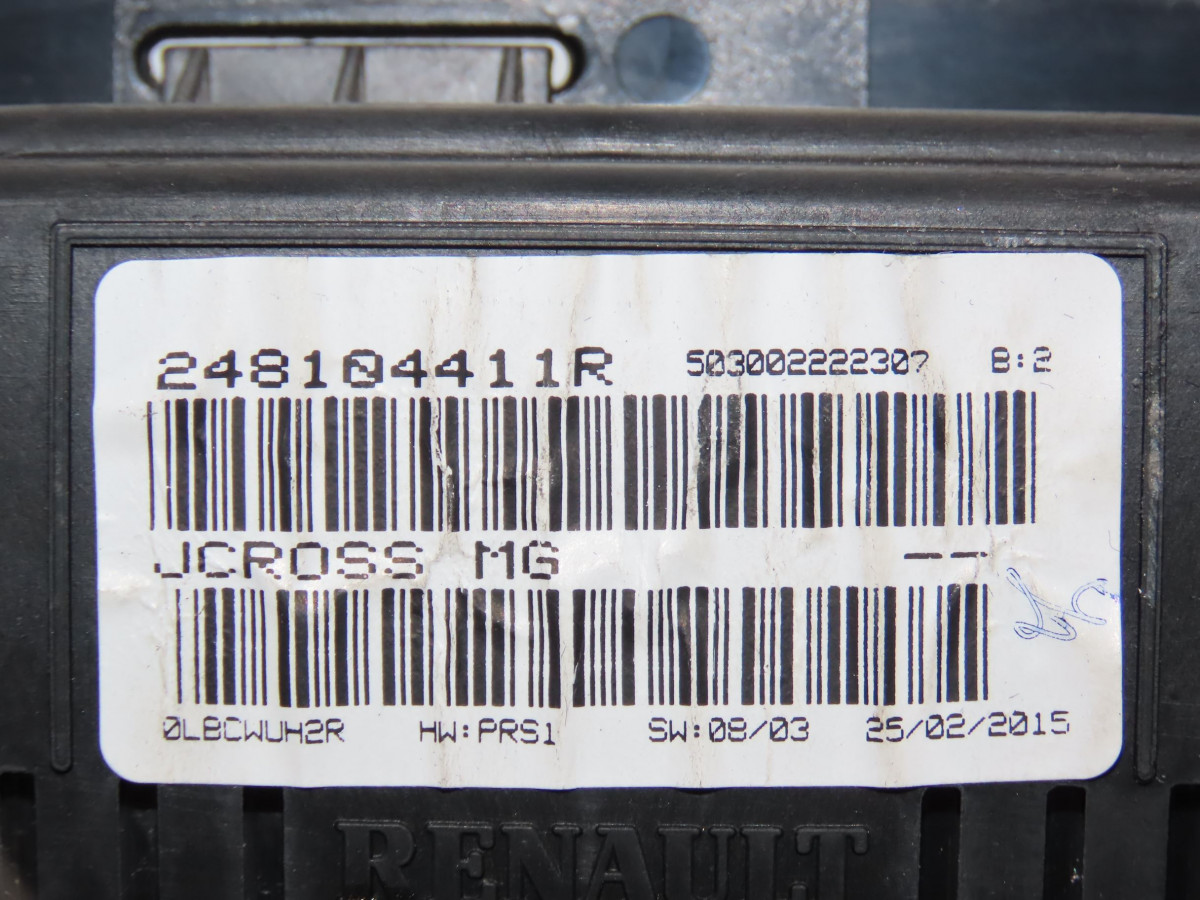 248104411R 503002222307 B:2
JCROSS MG --
0LBCWUH2R HW:PRS1 SW:08/03 25/02/2015
RENAULT